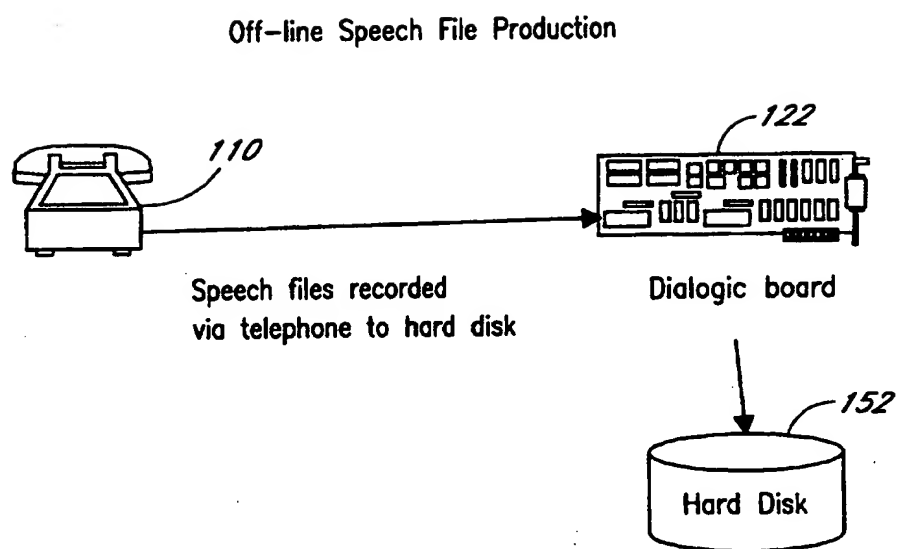 Off-line Speech File Production
110
122
Speech files recorded
via telephone to hard disk
Dialogic board
152
Hard Disk